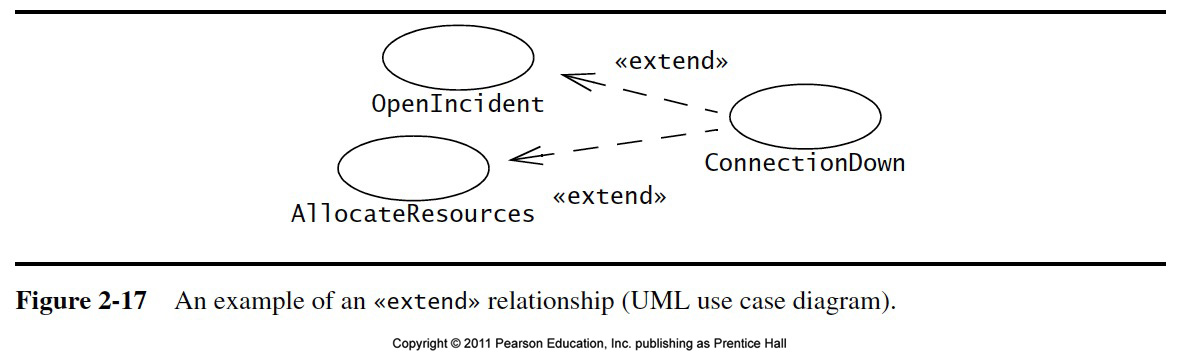 «extend»
OpenIncident
ConnectionDown
«extend»
AllocateResources
Figure 2-17 An example of an «extend» relationship (UML use case diagram).
Copyright © 2011 Pearson Education, Inc. publishing as Prentice Hall